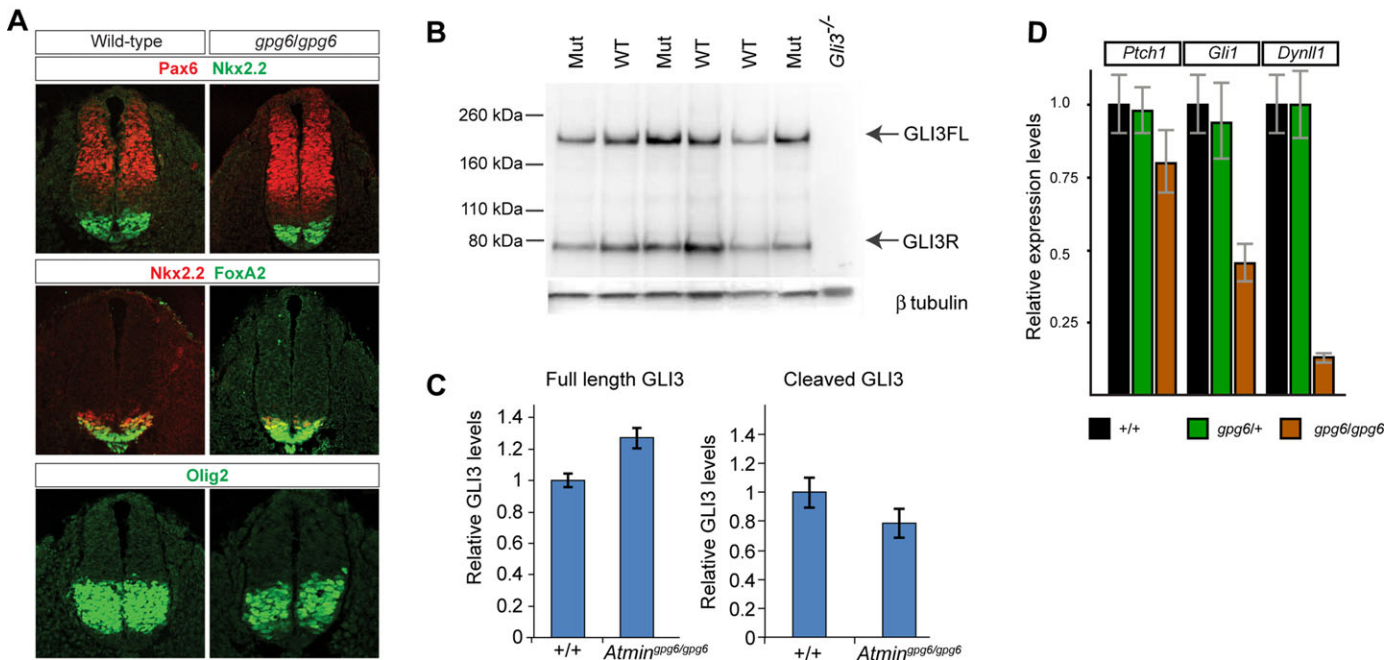 A
Wild-type gpg6/gpg6
Pax6 Nkx2.2
Nkx2.2 FoxA2
Olig2
B
Mut WT Mut WT WT Mut Gli3-/-
260 kDa
160 kDa
110 kDa
80 kDa
GLI3FL
GLI3R
β tubulin
C
Full length GLI3
Relative GLI3 levels
1.4
1.2
1
0.8
0.6
0.4
0.2
0
+/+ Atmin gpg6/gpg6
Cleaved GLI3
Relative GLI3 levels
1.4
1.2
1
0.8
0.6
0.4
0.2
0
+/+ Atmin gpg6/gpg6
D
Ptch1 Gli1 Dynll1
Relative expression levels
1.0
0.75
0.5
0.25
+/+ gpg6/+ gpg6/gpg6